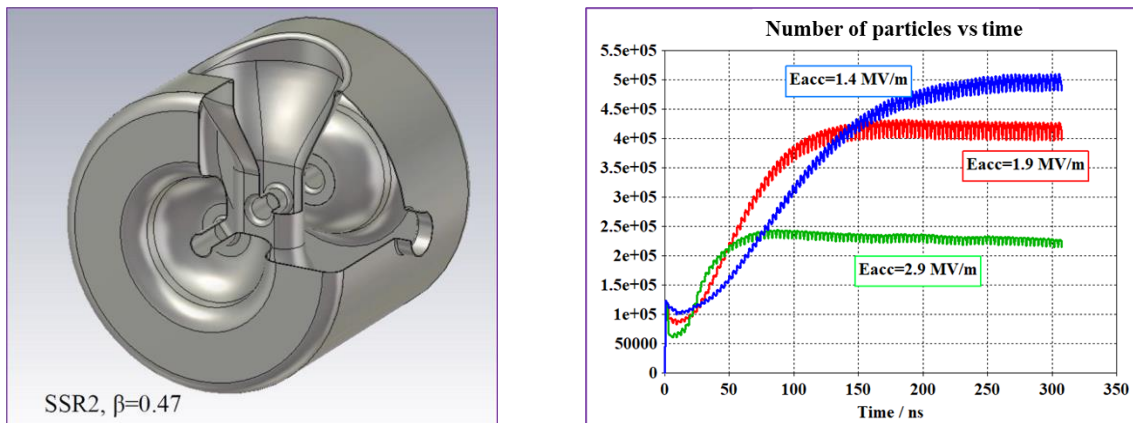 SSR2, β=0.47
Number of particles vs time
5.5e+05
5e+05
4.5e+05
4e+05
3.5e+05
3e+05
2.5e+05
2e+05
1.5e+05
1e+05
50000
0
Eacc=1.4 MV/m
Eacc=1.9 MV/m
Eacc=2.9 MV/m
0 50 100 150 200 250 300 350
Time / ns